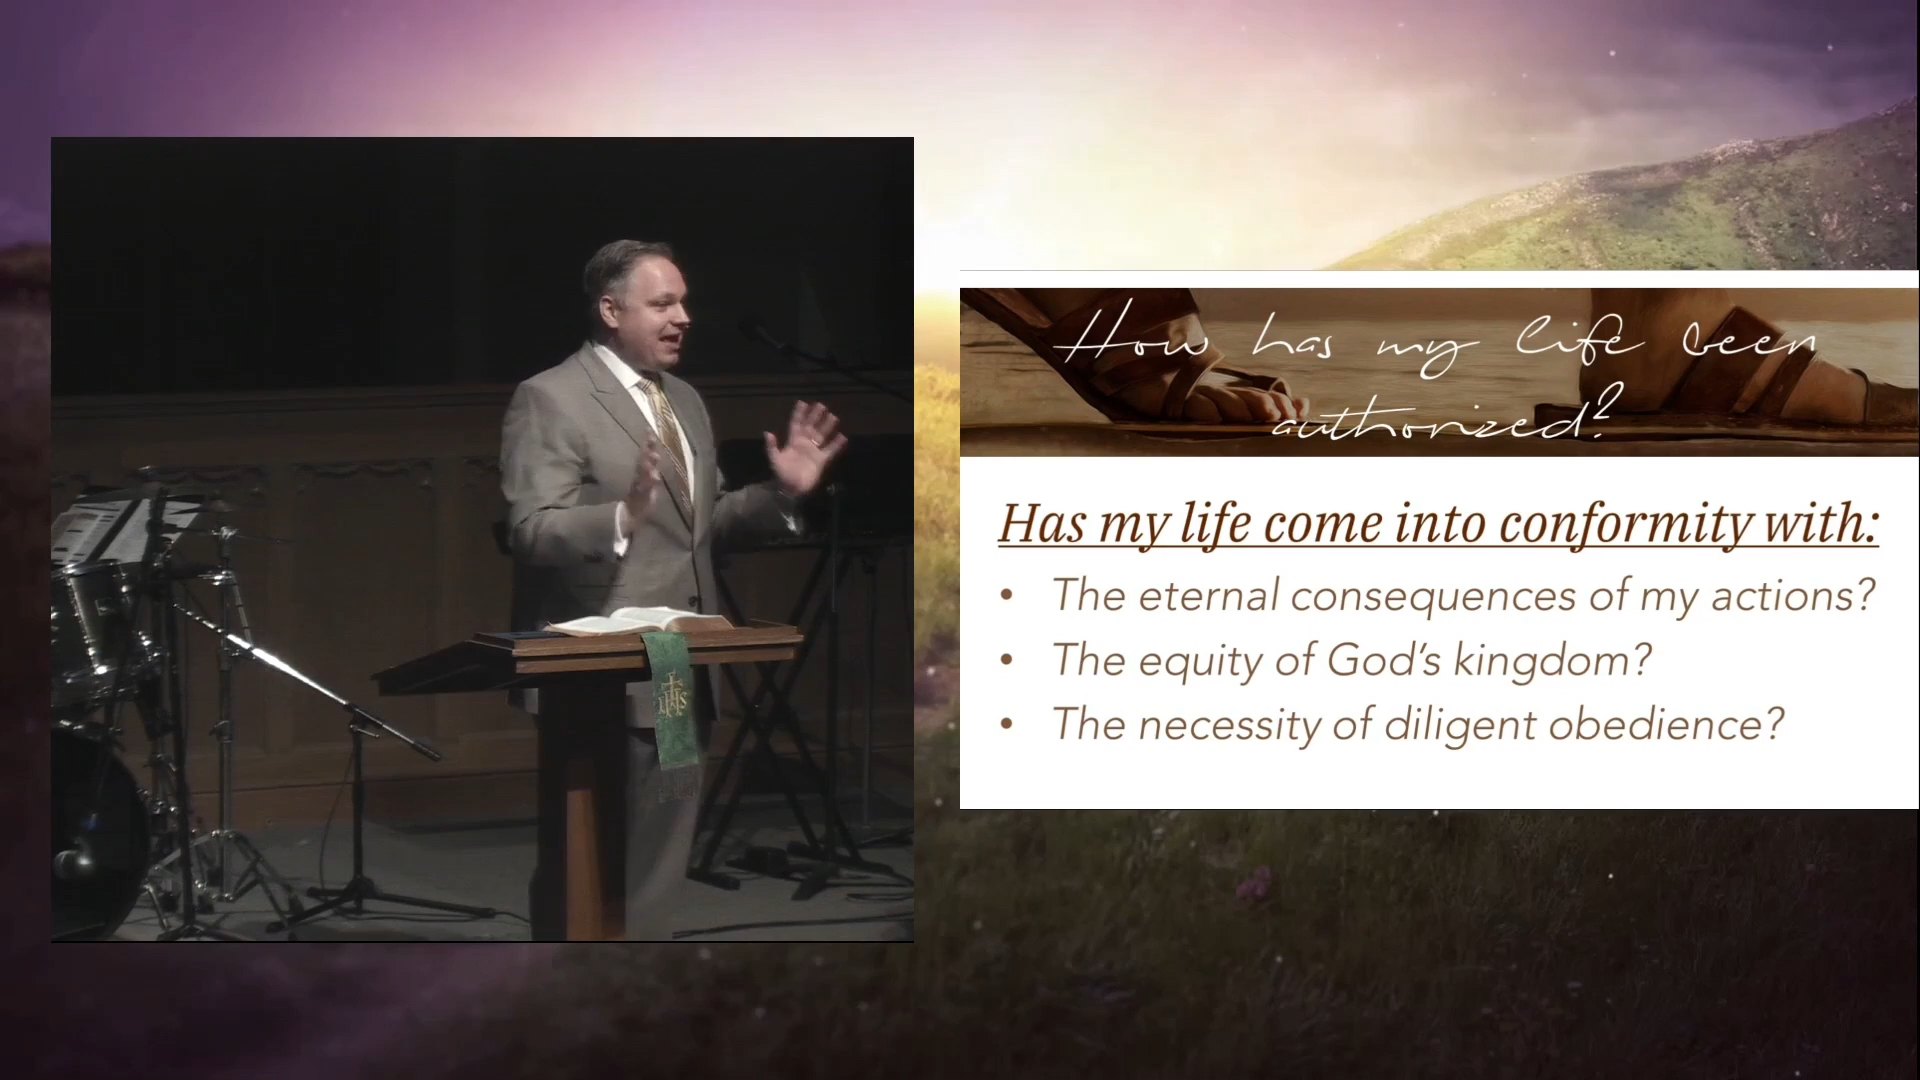 How has my life been
authorized?
Has my life come into conformity with:
• The eternal consequences of my actions?
• The equity of God's kingdom?
• The necessity of diligent obedience?
IHS